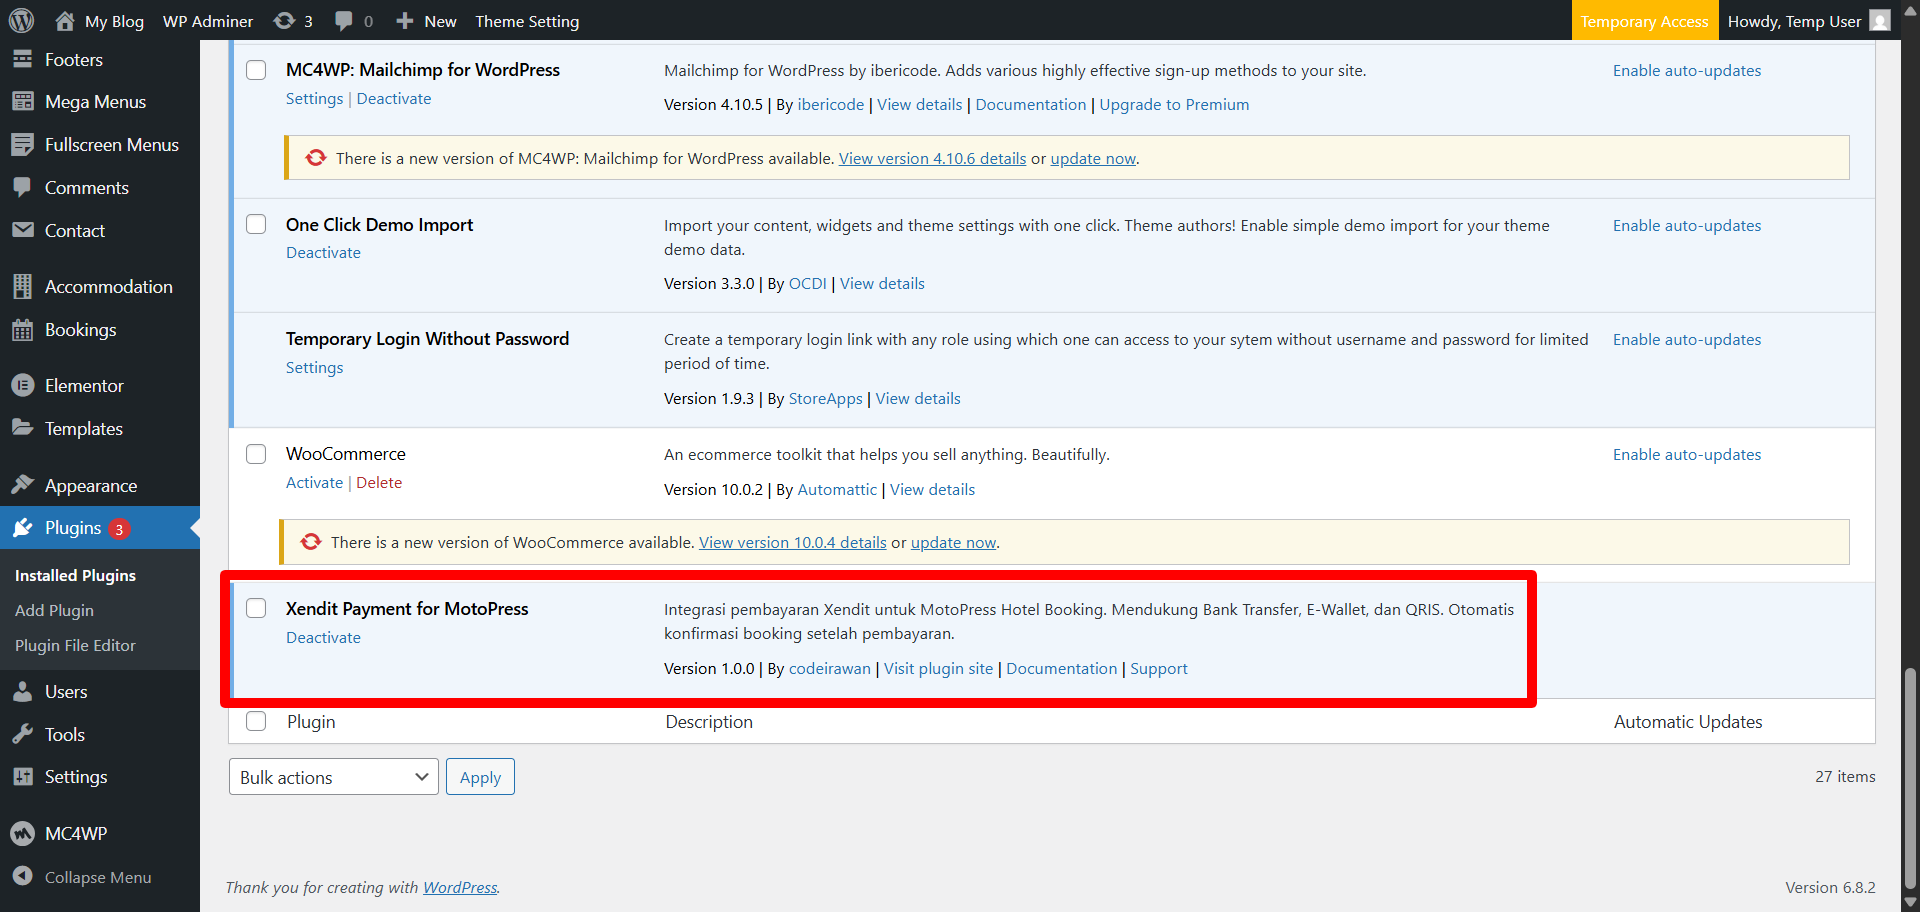 My Blog WP Adminer 3 0 New Theme Setting Temporary Access Howdy, Temp User
Footers
Mega Menus
Fullscreen Menus
Comments
Contact
Accommodation
Bookings
Elementor
Templates
Appearance
Plugins 3
Installed Plugins
Add Plugin
Plugin File Editor
Users
Tools
Settings
MC4WP
Collapse Menu
MC4WP: Mailchimp for WordPress
Settings | Deactivate
Mailchimp for WordPress by ibericode. Adds various highly effective sign-up methods to your site.
Version 4.10.5 | By ibericode | View details | Documentation | Upgrade to Premium
Enable auto-updates
There is a new version of MC4WP: Mailchimp for WordPress available. View version 4.10.6 details or update now.
One Click Demo Import
Deactivate
Import your content, widgets and theme settings with one click. Theme authors! Enable simple demo import for your theme
demo data.
Version 3.3.0 | By OCDI | View details
Enable auto-updates
Temporary Login Without Password
Settings
Create a temporary login link with any role using which one can access to your sytem without username and password for limited
period of time.
Version 1.9.3 | By StoreApps | View details
Enable auto-updates
WooCommerce
Activate | Delete
An ecommerce toolkit that helps you sell anything. Beautifully.
Version 10.0.2 | By Automattic | View details
Enable auto-updates
There is a new version of WooCommerce available. View version 10.0.4 details or update now.
Xendit Payment for MotoPress
Deactivate
Integrasi pembayaran Xendit untuk MotoPress Hotel Booking. Mendukung Bank Transfer, E-Wallet, dan QRIS. Otomatis
konfirmasi booking setelah pembayaran.
Version 1.0.0 | By codeirawan | Visit plugin site | Documentation | Support
Plugin Description Automatic Updates
Bulk actions Apply 27 items
Thank you for creating with WordPress. Version 6.8.2